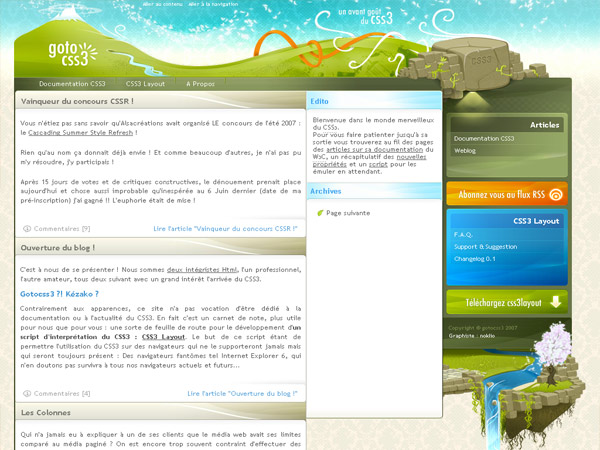 aller au contenu aller à la navigation
un avant goût
du CSS3
goto
css3
CSS3
Documentation CSS3 CSS3 Layout A Propos
Vainqueur du concours CSSR !
Vous n'étiez pas sans savoir qu'Alsacréations avait organisé LE concours de l'été 2007 :
le Cascading Summer Style Refresh !
Rien qu'au nom ça donnait déjà envie ! Et comme beaucoup d'autres, je n'ai pas pu
m'y résoudre, j'y participais !
Après 15 jours de votes et de critiques constructives, le dénouement prenait place
aujourd'hui et chose aussi improbable qu'inespérée au 6 Juin dernier (date de ma
pré-inscription) j'ai gagné !! L'euphorie était de mise !
Commentaires [9] Lire l'article "Vainqueur du concours CSSR !"
Ouverture du blog !
C'est à nous de se présenter ! Nous sommes deux intégristes Html, l'un professionnel,
l'autre amateur, tous deux suivant avec un grand intérêt l'arrivée du CSS3.
Gotocss3 ?! Kézako ?
Contrairement aux apparences, ce site n'a pas vocation d'être dédié à la
documentation ou à l'actualité du CSS3. En fait c'est un carnet de note, plus utile
pour nous que pour vous : une sorte de feuille de route pour le développement d'un
script d'interprétation du CSS3 : CSS3 Layout. Le but de ce script étant de
permettre l'utilisation du CSS3 sur des navigateurs qui ne le supporteront jamais mais
qui seront toujours présent : Des navigateurs fantômes tel Internet Explorer 6, qui
n'en doutons pas survivra à tous nos navigateurs actuels et futurs...
Commentaires [4] Lire l'article "Ouverture du blog !"
Les Colonnes
Qui n'a jamais eu à expliquer à un de ses clients que le média web avait ses limites
comparé au média paginé ? On est encore trop souvent contraint d'effectuer des
Edito
Bienvenue dans le monde merveilleux
du CSS3.
Pour vous faire patienter jusqu'à sa
sortie vous trouverez au fil des pages
des articles sur sa documentation du
W3C, un récapitulatif des nouvelles
propriétés et un script pour les
émuler en attendant.
Archives
Page suivante
Articles
Documentation CSS3
Weblog
Abonnez vous au flux RSS
CSS3 Layout
F.A.Q.
Support & Suggestion
Changelog 0.1
Téléchargez css3layout
Copyright © gotocss3 2007
Graphiste : nokiio